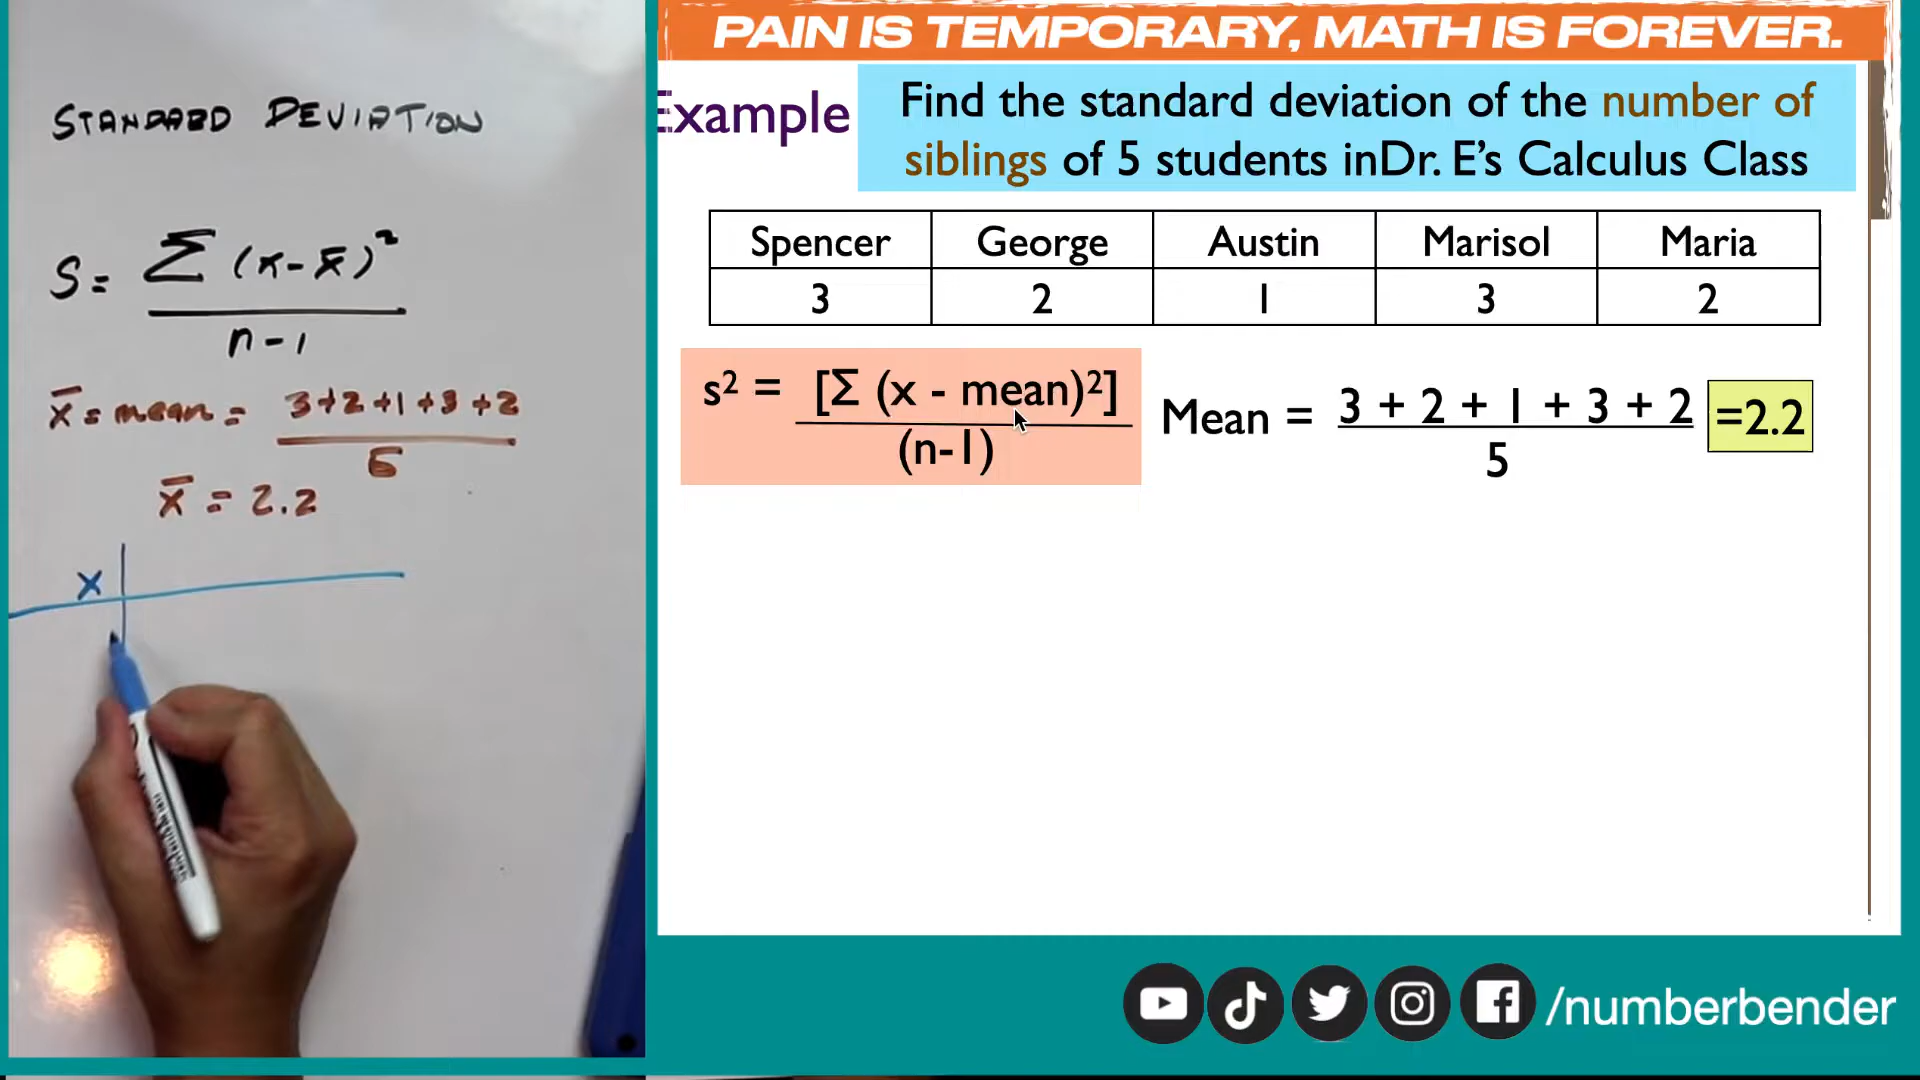 STANDARD DEVIATION
S = Σ (x-x̄)²
n-1
x̄ = mean = 3+2+1+3+2
5
x̄ = 2.2
X
PAIN IS TEMPORARY, MATH IS FOREVER.
Example
Find the standard deviation of the number of
siblings of 5 students inDr. E’s Calculus Class
Spencer George Austin Marisol Maria
3 2 1 3 2
s² = [Σ (x - mean)²]
(n-1)
Mean = 3 + 2 + 1 + 3 + 2 =2.2
5
/numberbender